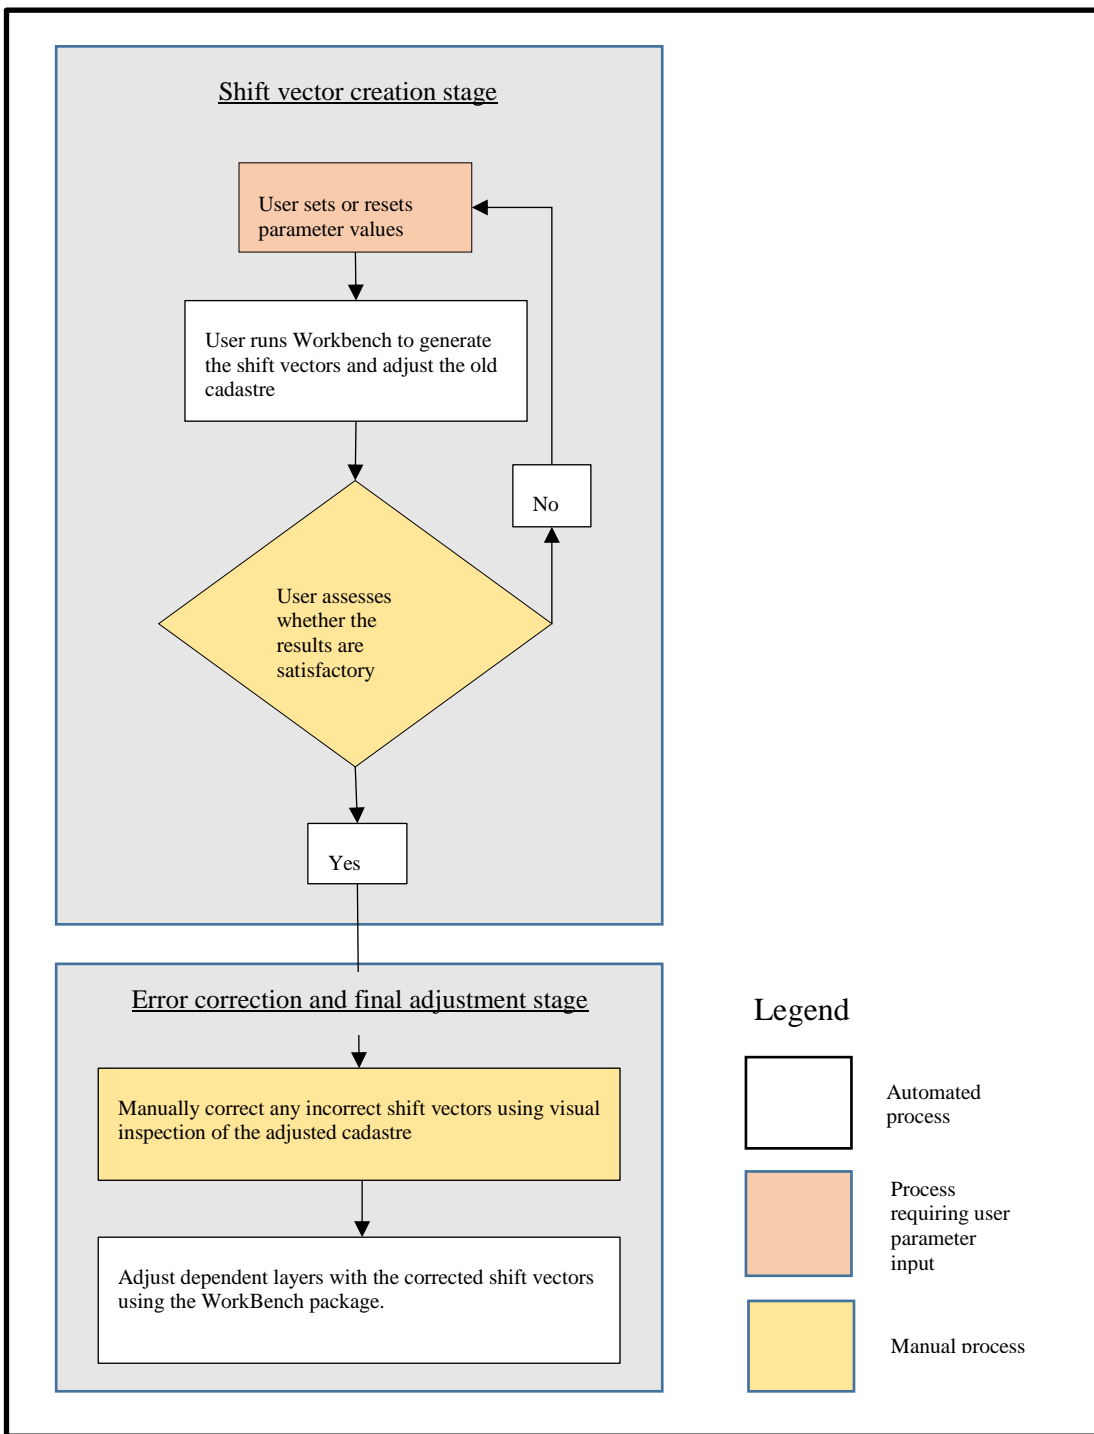 Shift vector creation stage
User sets or resets
parameter values
User runs Workbench to generate
the shift vectors and adjust the old
cadastre
No
User assesses
whether the
results are
satisfactory
Yes
Error correction and final adjustment stage
Manually correct any incorrect shift vectors using visual
inspection of the adjusted cadastre
Adjust dependent layers with the corrected shift vectors
using the WorkBench package.
Legend
Automated
process
Process
requiring user
parameter
input
Manual process